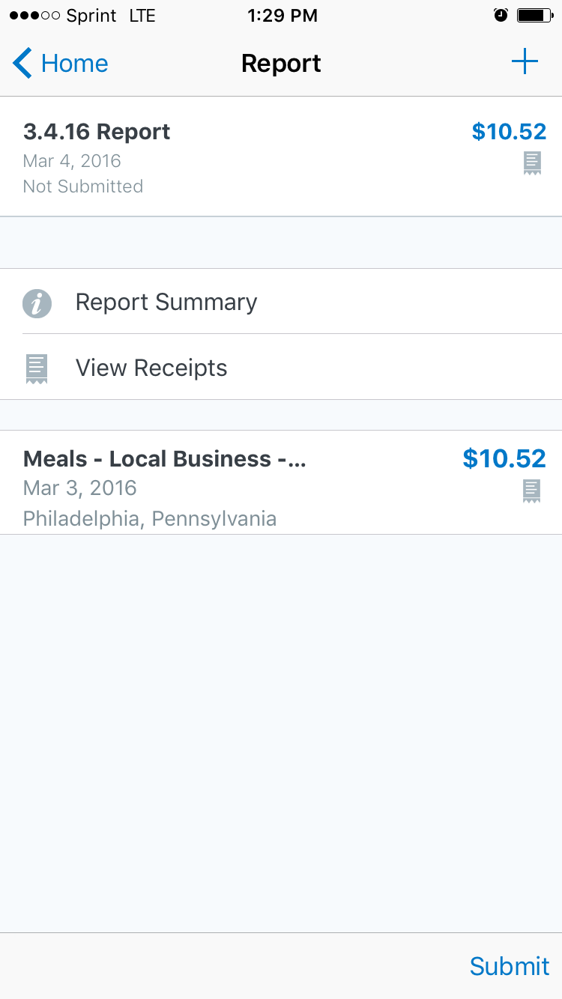 Sprint LTE 1:29 PM
Home Report +
3.4.16 Report $10.52
Mar 4, 2016
Not Submitted
Report Summary
View Receipts
Meals - Local Business -... $10.52
Mar 3, 2016
Philadelphia, Pennsylvania
Submit